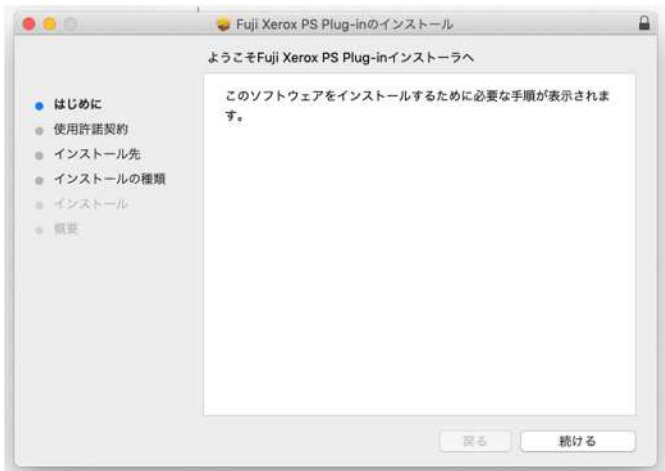 Fuji Xerox PS Plug-inのインストール
ようこそFuji Xerox PS Plug-inインストーラへ
はじめに
使用許諾契約
インストール先
インストールの種類
インストール
概要
このソフトウェアをインストールするために必要な手順が表示されま
す。
戻る
続ける